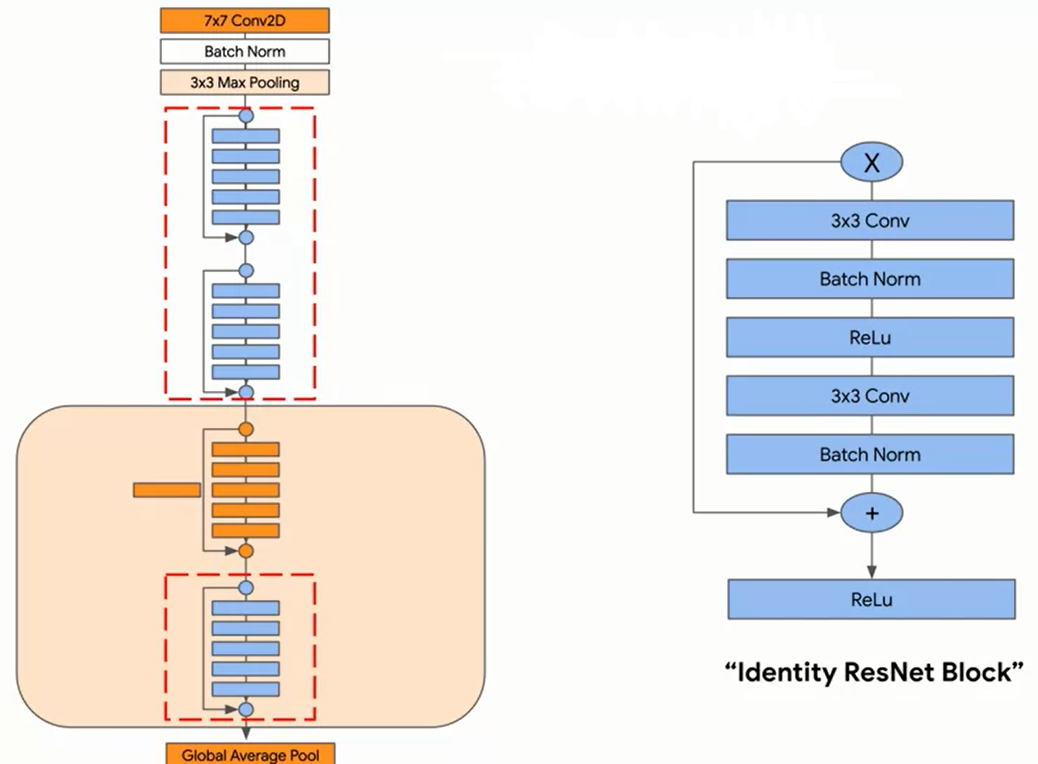 7x7 Conv2D
Batch Norm
3x3 Max Pooling
Global Average Pool
X
3x3 Conv
Batch Norm
ReLu
3x3 Conv
Batch Norm
+
ReLu
“Identity ResNet Block”